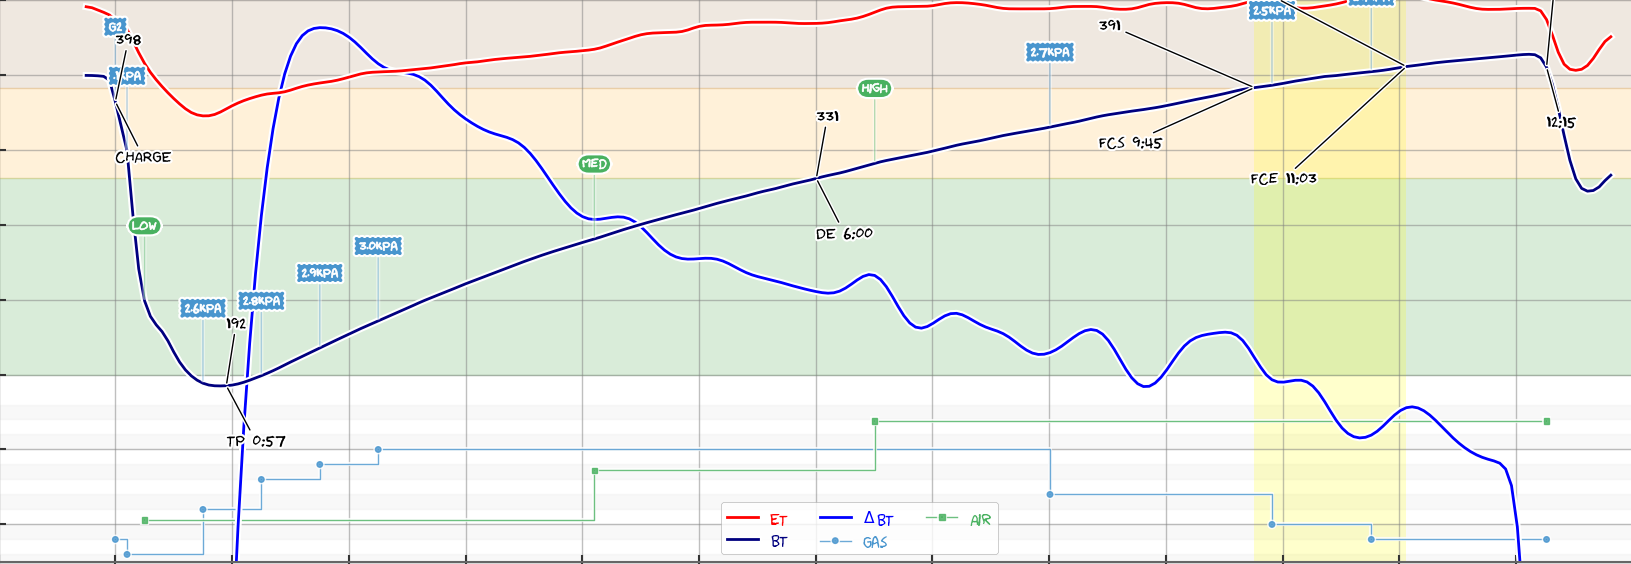 G2
398
KPA
CHARGE
LOW
2.6KPA
192
2.8KPA
2.9KPA
3.0KPA
TP 0:57
MED
331
HIGH
DE 6:00
2.7KPA
391
FCS 9:45
2.5KPA
FCE 11:03
12:15
ET
BT
ΔBT
GAS
AIR